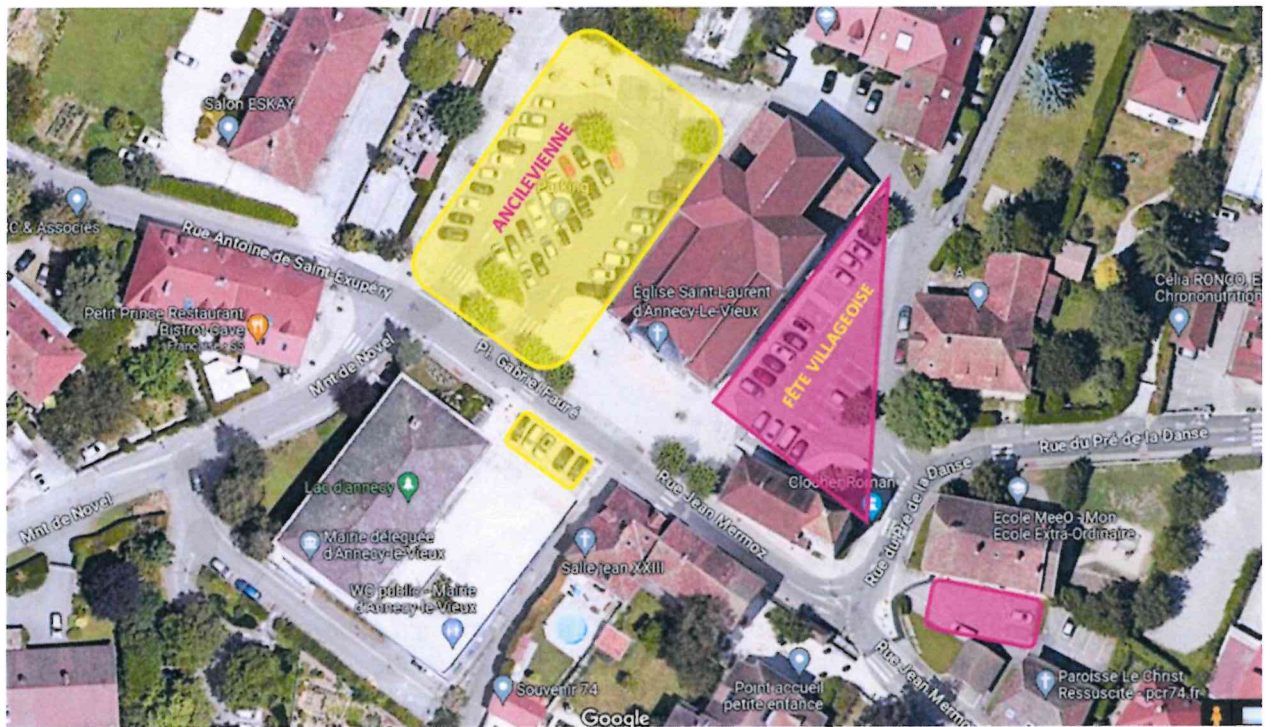 Salon ESKAY
ANCILEVIENNE
Parking
C & Associés
Rue Antoine de Saint-Exupéry
Petit Prince Restaurant
Bistrot Cave
Française • $$
Mnt de Novel
Pl. Gabriel Fauré
Église Saint-Laurent
d'Annecy-Le-Vieux
FÊTE VILLAGEOISE
A
Célia RONCO, E
Chrononutrition
Rue du Pré de la Danse
Clocher Roman
Rue Jean Mermoz
Rue du Pré de la Danse
Ecole MeeO - Mon
Ecole Extra-Ordinaire
Lac d'annecy
Mnt de Novel
Mairie déléguée
d'Annecy-le-Vieux
Salle jean XXIII
WC public - Mairie
d'Annecy-le-Vieux
Souvenir 74
Point accueil
petite enfance
Rue Jean Mermoz
Paroisse Le Christ
Ressuscité - pcr74.fr
Google